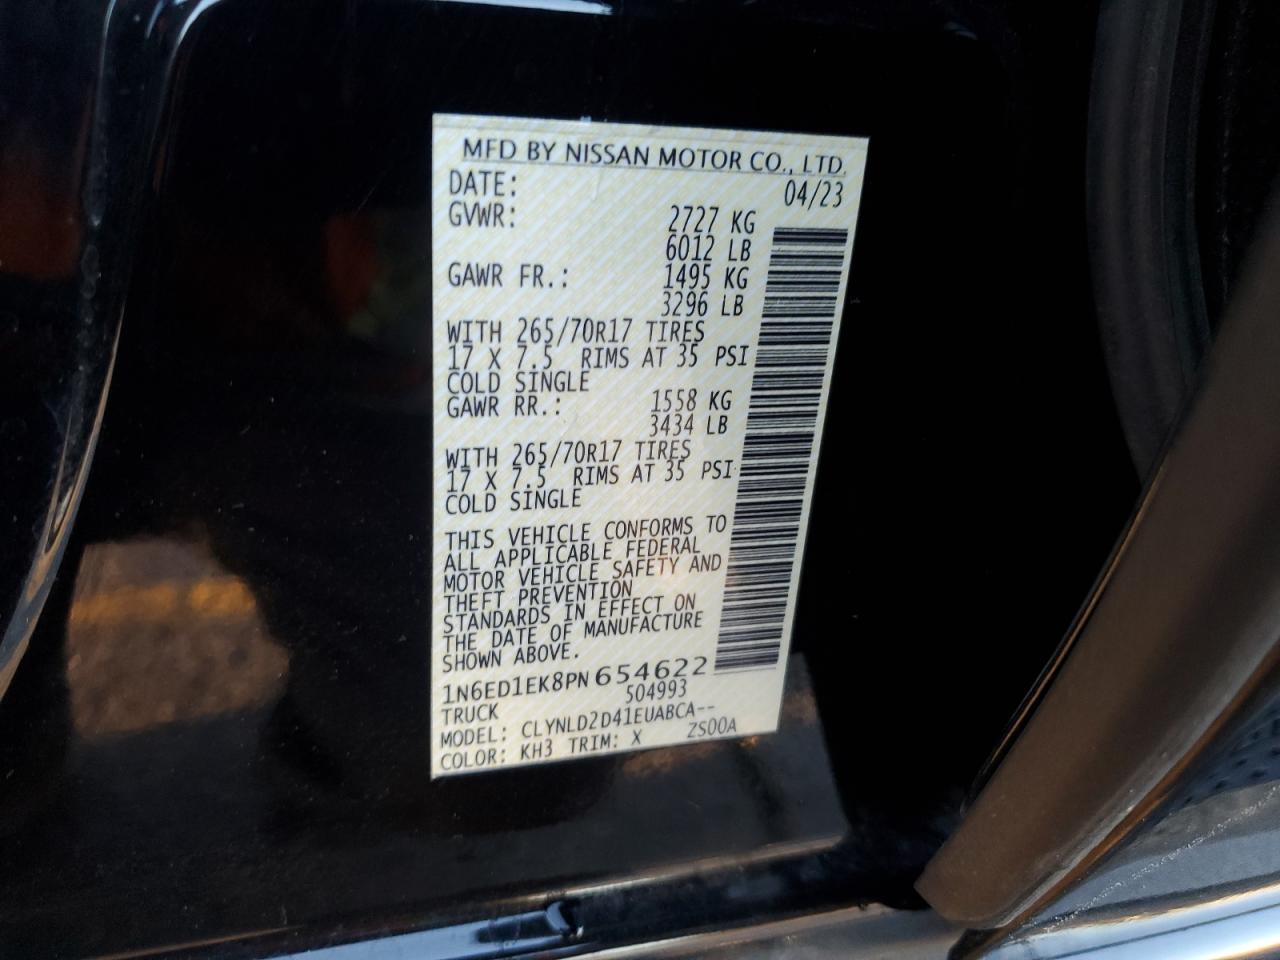 MFD BY NISSAN MOTOR CO., LTD.
DATE: 04/23
GVWR: 2727 KG
6012 LB
GAWR FR.: 1495 KG
3296 LB
WITH 265/70R17 TIRES
17 X 7.5 RIMS AT 35 PSI
COLD SINGLE
GAWR RR.: 1558 KG
3434 LB
WITH 265/70R17 TIRES
17 X 7.5 RIMS AT 35 PSI
COLD SINGLE
THIS VEHICLE CONFORMS TO
ALL APPLICABLE FEDERAL
MOTOR VEHICLE SAFETY AND
THEFT PREVENTION
STANDARDS IN EFFECT ON
THE DATE OF MANUFACTURE
SHOWN ABOVE.
1N6ED1EK8PN654622
TRUCK 504993
MODEL: CLYNLD2D41EUABCA--
COLOR: KH3 TRIM: X ZS00A